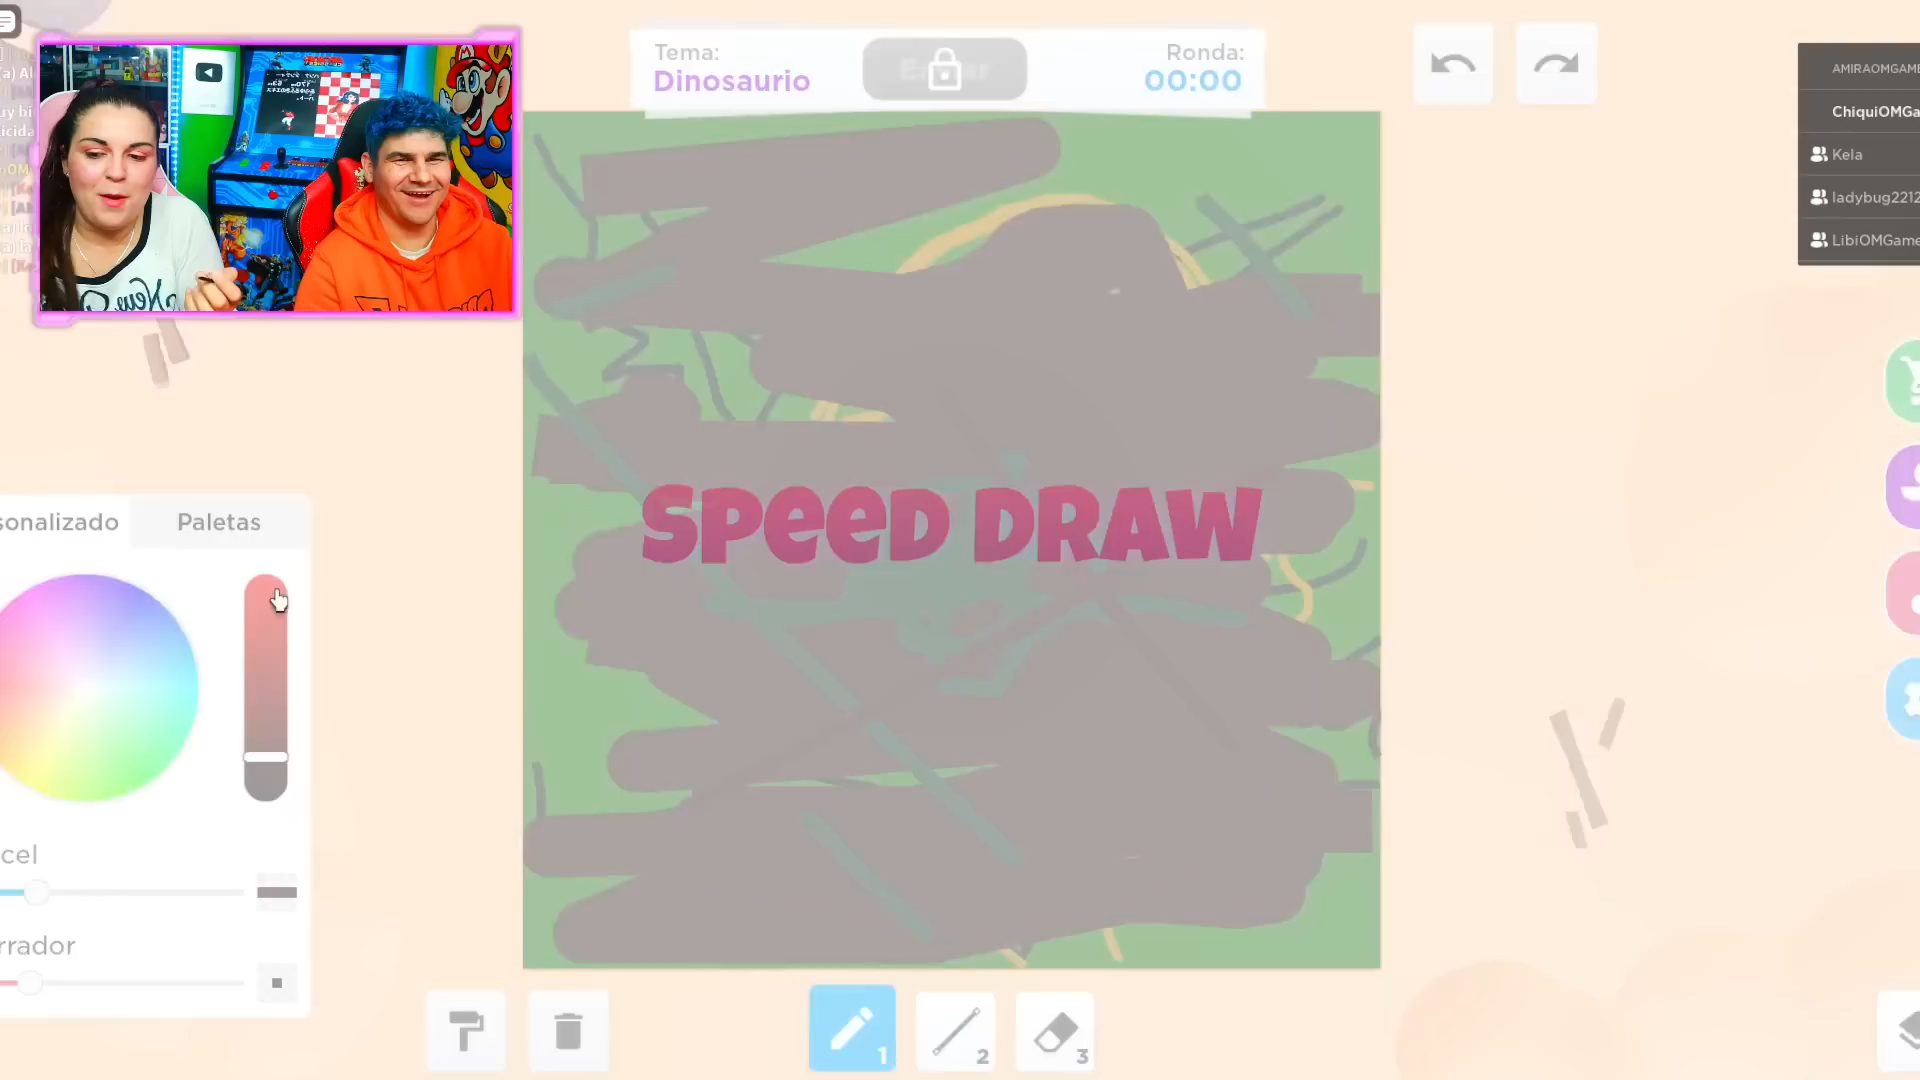 Tema:
Dinosaurio
Ronda:
00:00
AMIRAOMGAME
ChiquiOMGa
Kela
ladybug2212
LibiOMGame
SPeeD DRAW
sonalizado
Paletas
cel
rrador
1
2
3